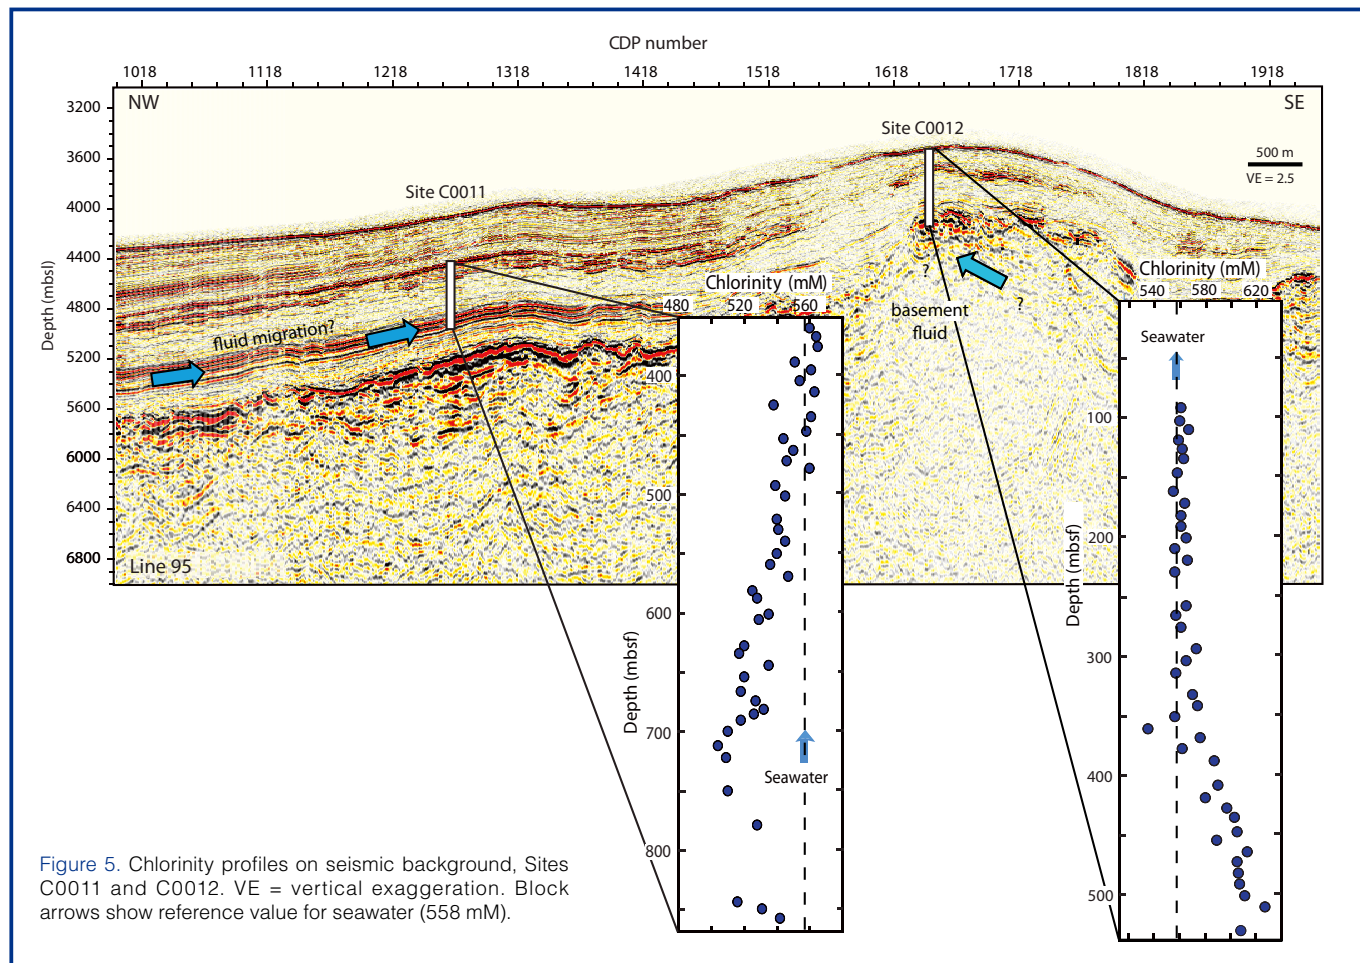 CDP number
1018 1118 1218 1318 1418 1518 1618 1718 1818 1918
NW
SE
3200
3600
4000
4400
4800
5200
5600
6000
6400
6800
Depth (mbsl)
Site C0011
Site C0012
500 m
VE = 2.5
fluid migration?
?
basement
fluid
?
Line 95
Chlorinity (mM)
480 520 560
400
500
600
700
800
Depth (mbsf)
Seawater
Chlorinity (mM)
540 580 620
Seawater
100
200
300
400
500
Depth (mbsf)
Figure 5. Chlorinity profiles on seismic background, Sites
C0011 and C0012. VE = vertical exaggeration. Block
arrows show reference value for seawater (558 mM).